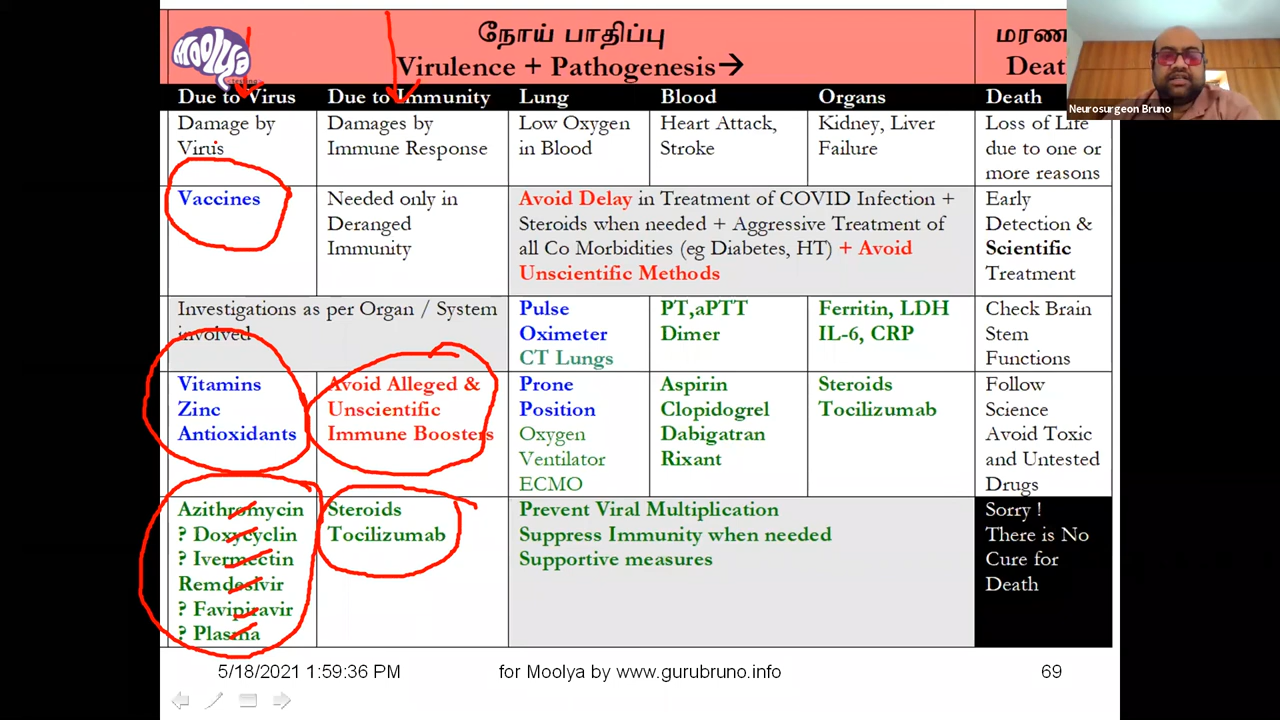 நோய் பாதிப்பு
மரண
Moolya
testing
Virulence + Pathogenesis→
Death
Neurosurgeon Bruno
Due to Virus
Due to Immunity
Lung
Blood
Organs
Death
Damage by
Virus
Damages by
Immune Response
Low Oxygen
in Blood
Heart Attack,
Stroke
Kidney, Liver
Failure
Loss of Life
due to one or
more reasons
Vaccines
Needed only in
Deranged
Immunity
Avoid Delay in Treatment of COVID Infection +
Steroids when needed + Aggressive Treatment of
all Co Morbidities (eg Diabetes, HT) + Avoid
Unscientific Methods
Early
Detection &
Scientific
Treatment
Investigations as per Organ / System
involved
Pulse
Oximeter
CT Lungs
PT,aPTT
Dimer
Ferritin, LDH
IL-6, CRP
Check Brain
Stem
Functions
Vitamins
Zinc
Antioxidants
Avoid Alleged &
Unscientific
Immune Boosters
Prone
Position
Oxygen
Ventilator
ECMO
Aspirin
Clopidogrel
Dabigatran
Rixant
Steroids
Tocilizumab
Follow
Science
Avoid Toxic
and Untested
Drugs
Azithromycin
? Doxycyclin
? Ivermectin
Remdesivir
? Favipiravir
? Plasma
Steroids
Tocilizumab
Prevent Viral Multiplication
Suppress Immunity when needed
Supportive measures
Sorry !
There is No
Cure for
Death
5/18/2021 1:59:36 PM
for Moolya by www.gurubruno.info
69